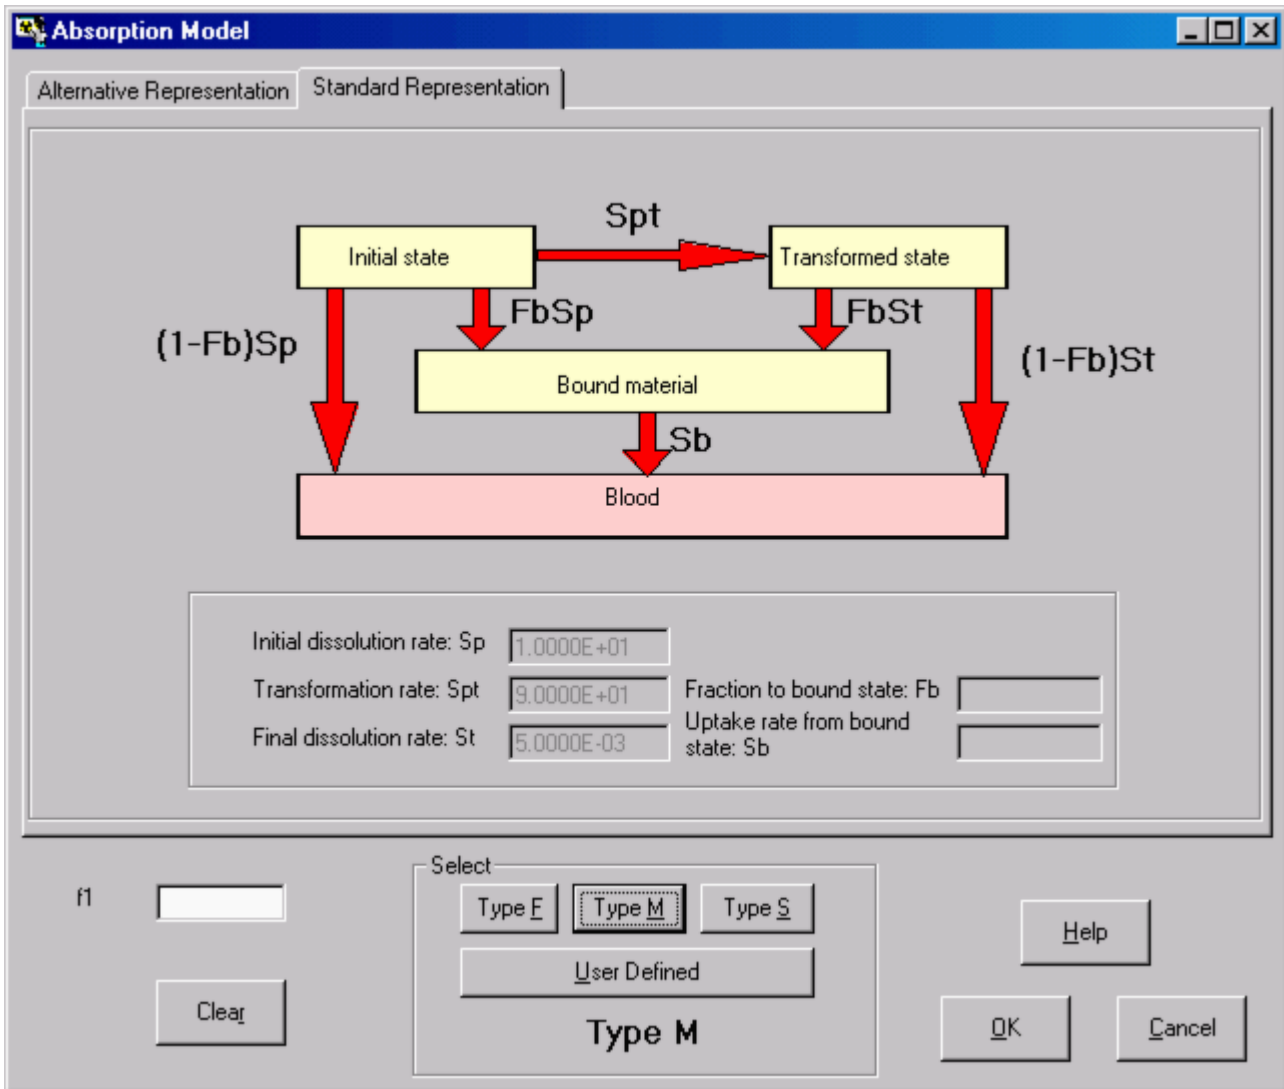 Absorption Model
Alternative Representation
Standard Representation
Spt
Initial state
Transformed state
(1-Fb)Sp
FbSp
FbSt
(1-Fb)St
Bound material
Sb
Blood
Initial dissolution rate: Sp
1.0000E+01
Transformation rate: Spt
9.0000E+01
Fraction to bound state: Fb
Final dissolution rate: St
5.0000E-03
Uptake rate from bound
state: Sb
f1
Select
Type F
Type M
Type S
User Defined
Type M
Clear
Help
OK
Cancel